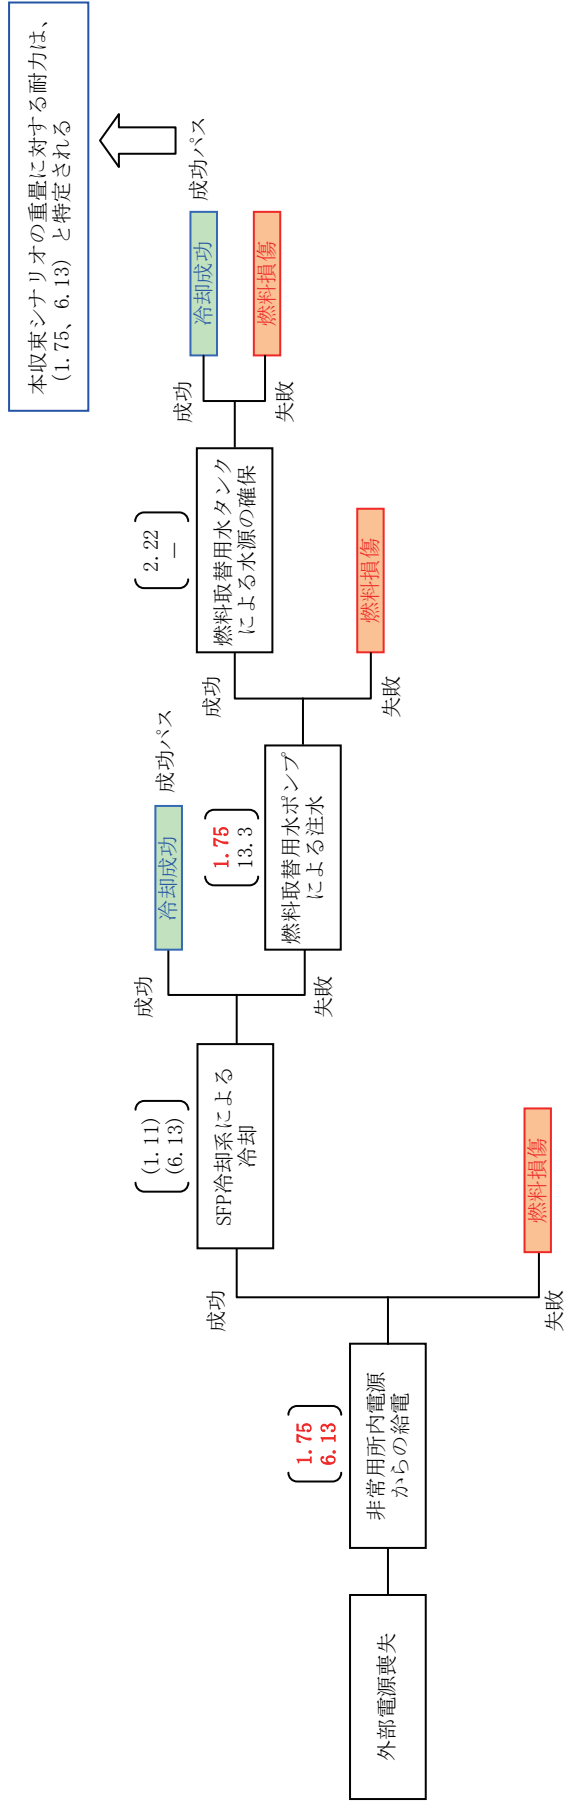 外部電源喪失
1.75
6.13
非常用所内電源
からの給電
成功
失敗
燃料損傷
(1.11)
(6.13)
SFP冷却系による
冷却
成功
冷却成功
成功パス
失敗
1.75
13.3
燃料取替用水ポンプ
による注水
成功
失敗
燃料損傷
2.22
－
燃料取替用水タンク
による水源の確保
成功
冷却成功
成功パス
失敗
燃料損傷
本収束シナリオの重畳に対する耐力は、
(1.75、6.13) と特定される